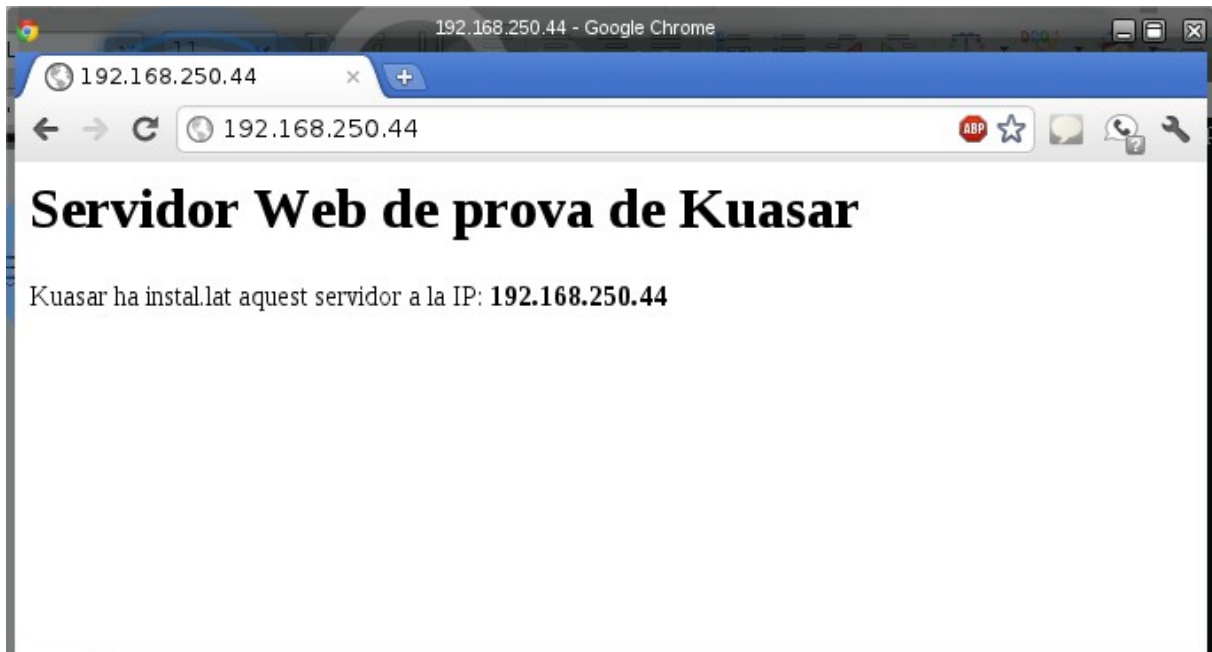 192.168.250.44 - Google Chrome
192.168.250.44
192.168.250.44
ABP
?
Servidor Web de prova de Kuasar
Kuasar ha instal.lat aquest servidor a la IP: 192.168.250.44